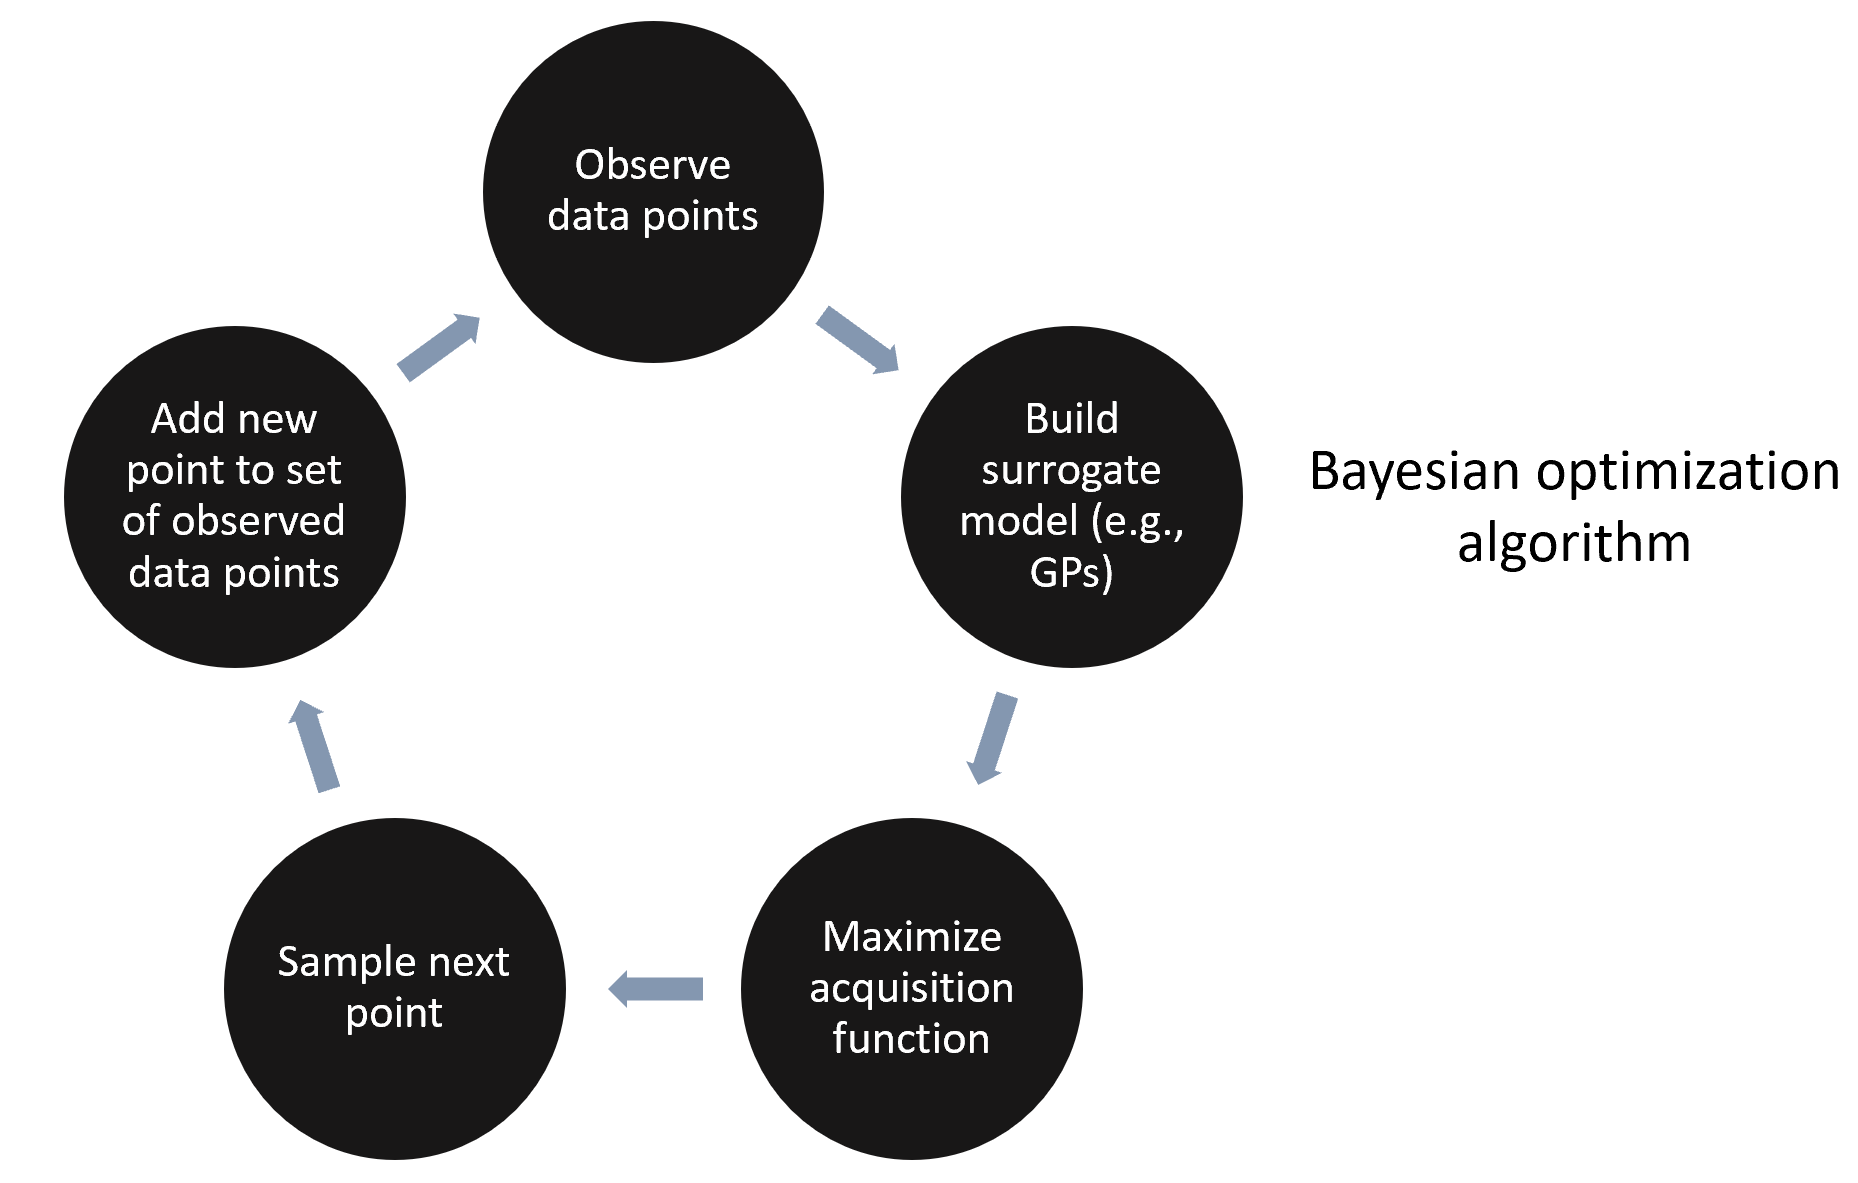 Observe
data points
Build
surrogate
model (e.g.,
GPs)
Maximize
acquisition
function
Sample next
point
Add new
point to set
of observed
data points
Bayesian optimization
algorithm